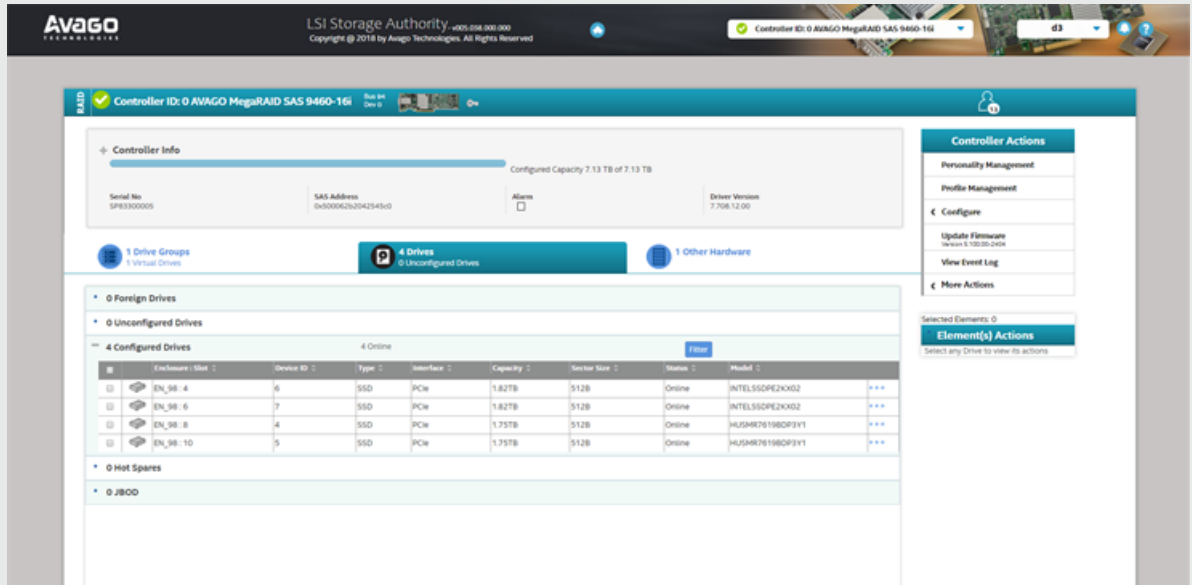 AVAGO
TECHNOLOGIES
LSI Storage Authority v005.058.000.000
Copyright @ 2018 by Avago Technologies. All Rights Reserved
Controller ID: 0 AVAGO MegaRAID SAS 9460-16i
d3
?
RAID
Controller ID: 0 AVAGO MegaRAID SAS 9460-16i
Bus 94
Dev 0
Controller Info
Configured Capacity 7.13 TB of 7.13 TB
Serial No SAS Address Alarm Driver Version
SP83300005 0x500062b2042545c0 7.708.12.00
Controller Actions
Personality Management
Profile Management
Configure
Update Firmware
Version 5.100.00-2404
View Event Log
More Actions
1 Drive Groups
1 Virtual Drives
4 Drives
0 Unconfigured Drives
1 Other Hardware
0 Foreign Drives
0 Unconfigured Drives
4 Configured Drives 4 Online Filter
Enclosure : Slot Device ID Type Interface Capacity Sector Size Status Model
EN_98 : 4 6 SSD PCIe 1.82TB 512B Online INTELSSDPE2KX02
EN_98 : 6 7 SSD PCIe 1.82TB 512B Online INTELSSDPE2KX02
EN_98 : 8 4 SSD PCIe 1.75TB 512B Online HUSMR7619BDP3Y1
EN_98 : 10 5 SSD PCIe 1.75TB 512B Online HUSMR7619BDP3Y1
0 Hot Spares
0 JBOD
Selected Elements: 0
Element(s) Actions
Select any Drive to view its actions